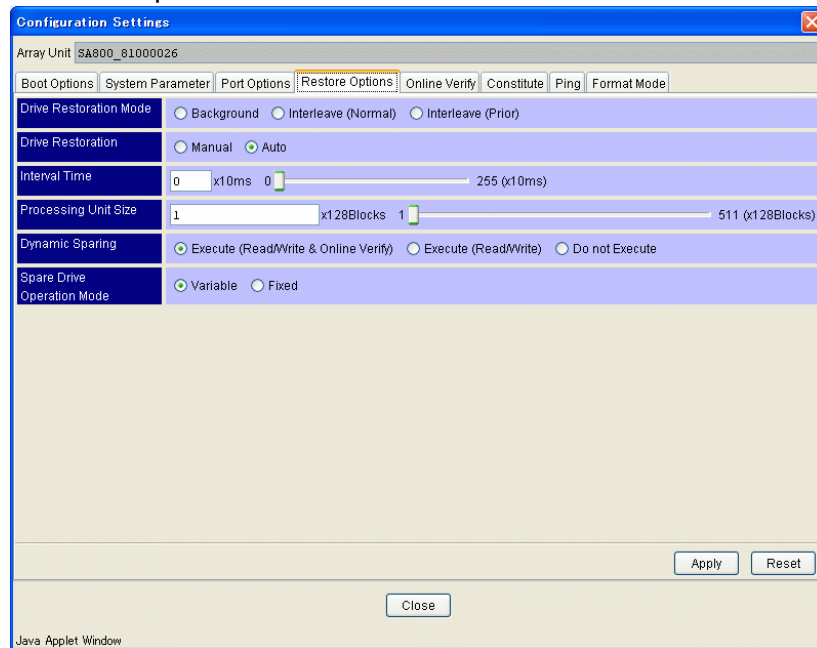 Configuration Settings
Array Unit SA800_81000026
Boot Options System Parameter Port Options Restore Options Online Verify Constitute Ping Format Mode
Drive Restoration Mode Background Interleave (Normal) Interleave (Prior)
Drive Restoration Manual Auto
Interval Time 0 x10ms 0 255 (x10ms)
Processing Unit Size 1 x128Blocks 1 511 (x128Blocks)
Dynamic Sparing Execute (Read/Write & Online Verify) Execute (Read/Write) Do not Execute
Spare Drive
Operation Mode Variable Fixed
Apply Reset
Close
Java Applet Window